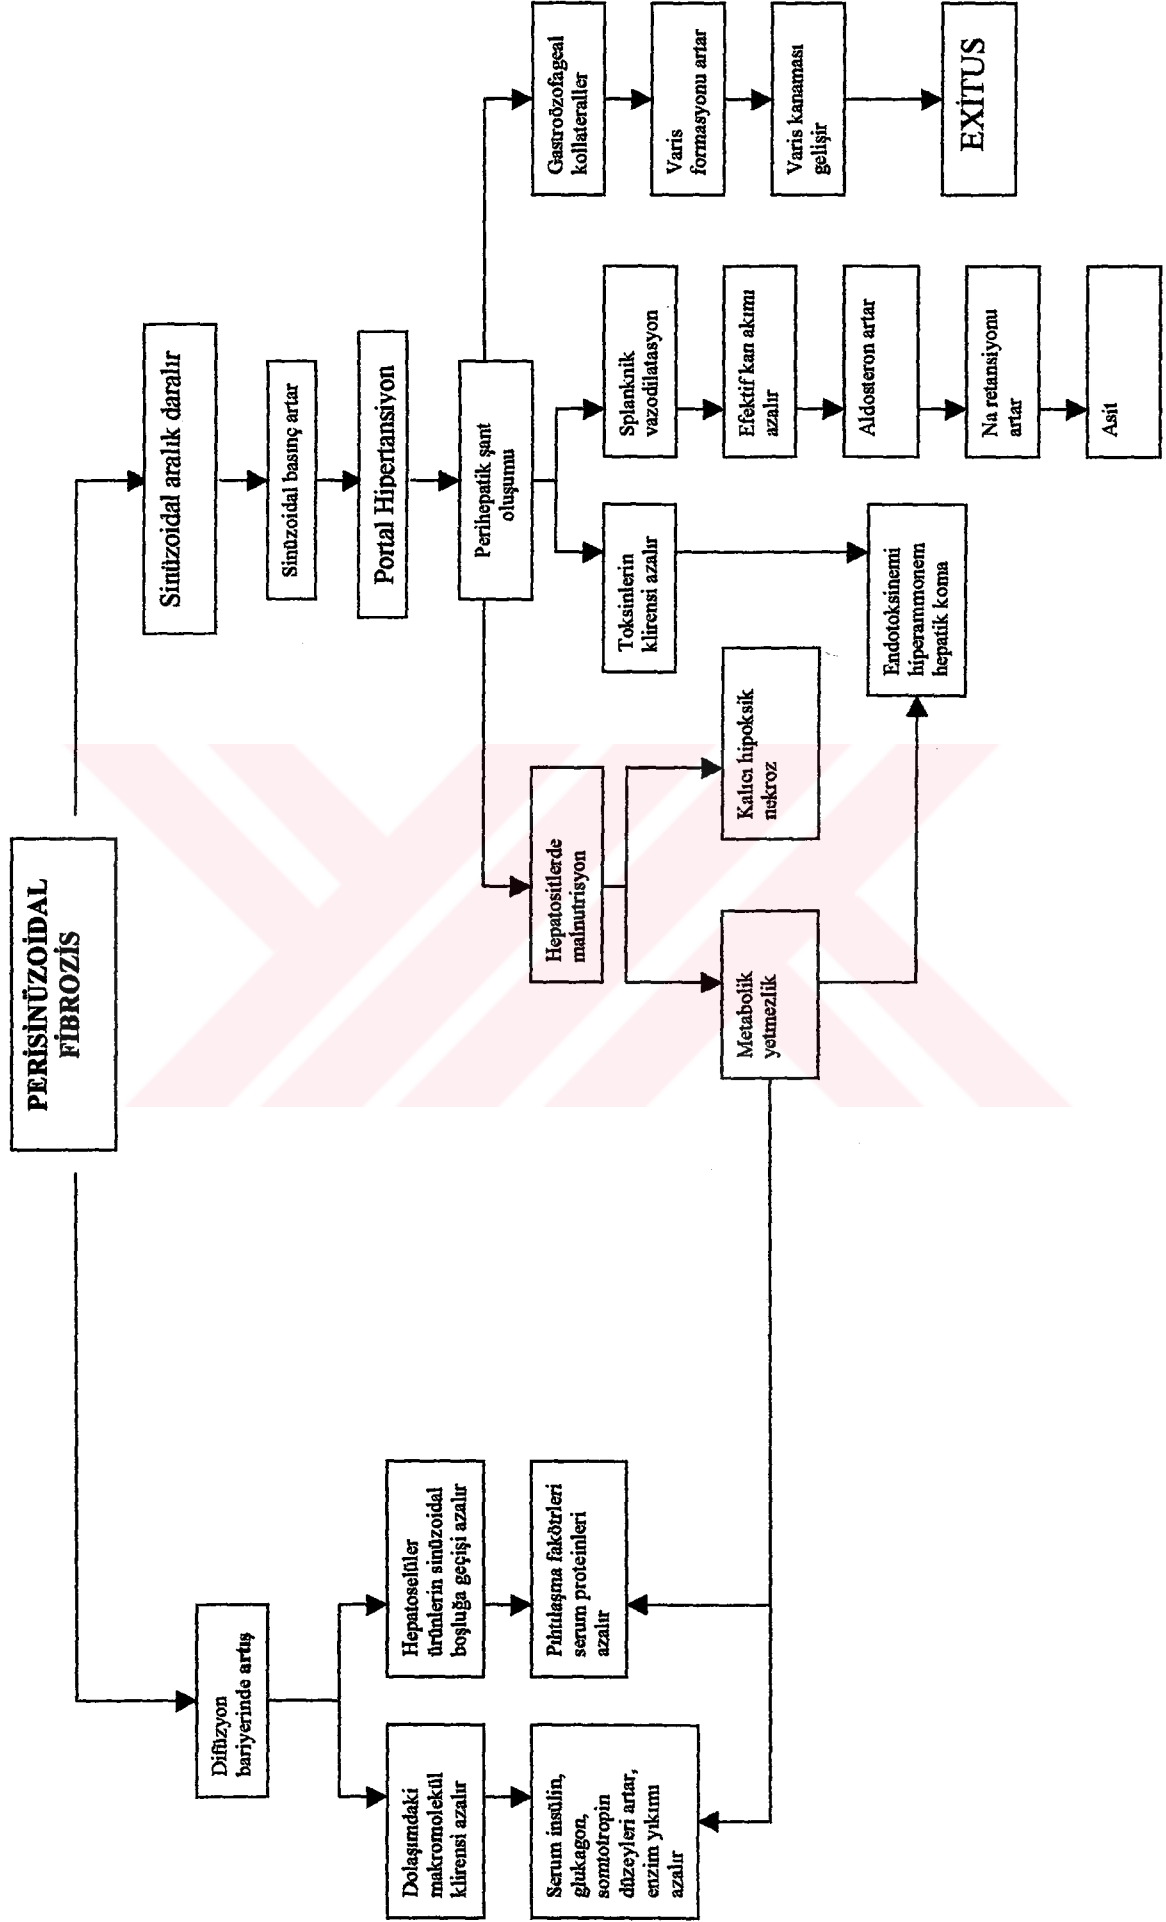 PERİSİNÜZOİDAL
FİBROZİS
Difüzyon
bariyerinde artış
Dolaşımdaki
makromolekül
klirensi azalır
Serum insülin,
glukagon,
somtotropin
düzeyleri artar,
enzim yıkımı
azalır
Hepatoselüler
ürünlerin sinüzoidal
boşluğa geçişi azalır
Pıhtılaşma fakötrleri
serum proteinleri
azalır
Sinüzoidal aralık daralır
Sinüzoidal basınç artar
Portal Hipertansiyon
Perihepatik şant
oluşumu
Hepatositlerde
malnutrisyon
Metabolik
yetmezlik
Kalıcı hipoksik
nekroz
Toksinlerin
klirensi azalır
Endotoksinemi
hiperammonem
hepatik koma
Splanknik
vazodilatasyon
Efektif kan akımı
azalır
Aldosteron artar
Na retansiyonu
artar
Asit
Gastroözofageal
kollateraller
Varis
formasyonu artar
Varis kanaması
gelişir
EXİTUS